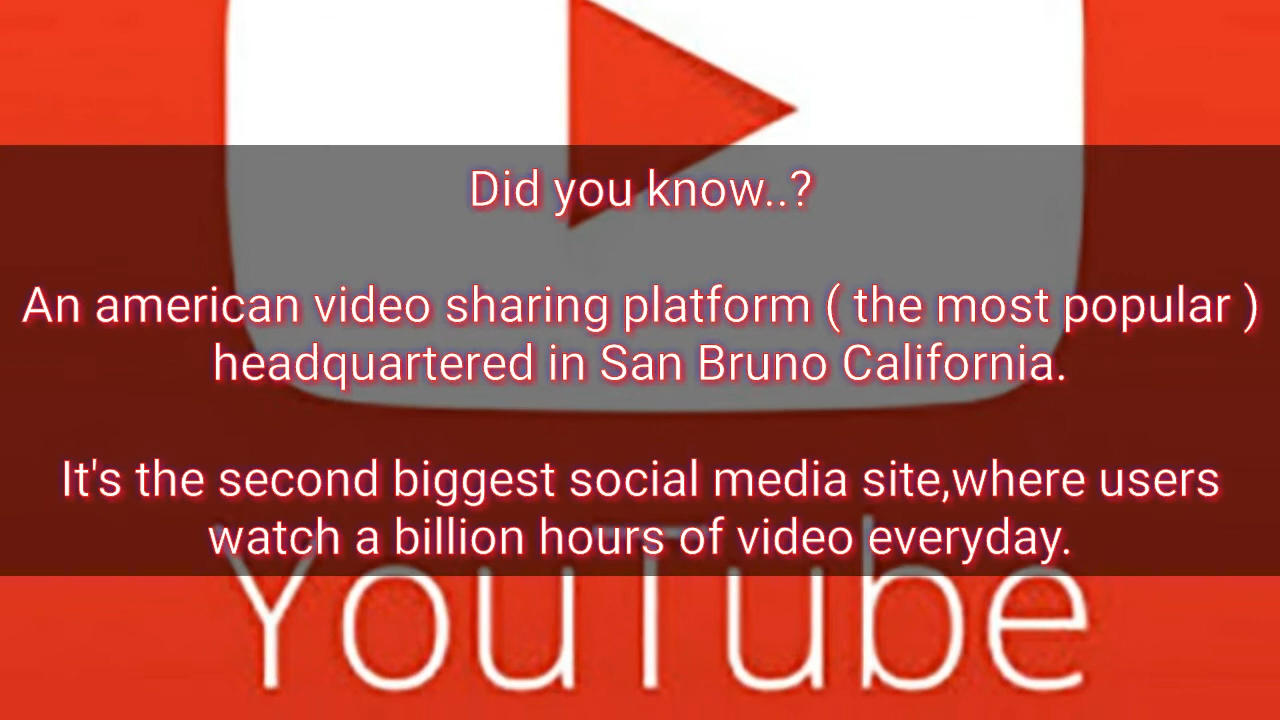 Did you know..?
An american video sharing platform ( the most popular )
headquartered in San Bruno California.
It's the second biggest social media site,where users
watch a billion hours of video everyday.
YouTube